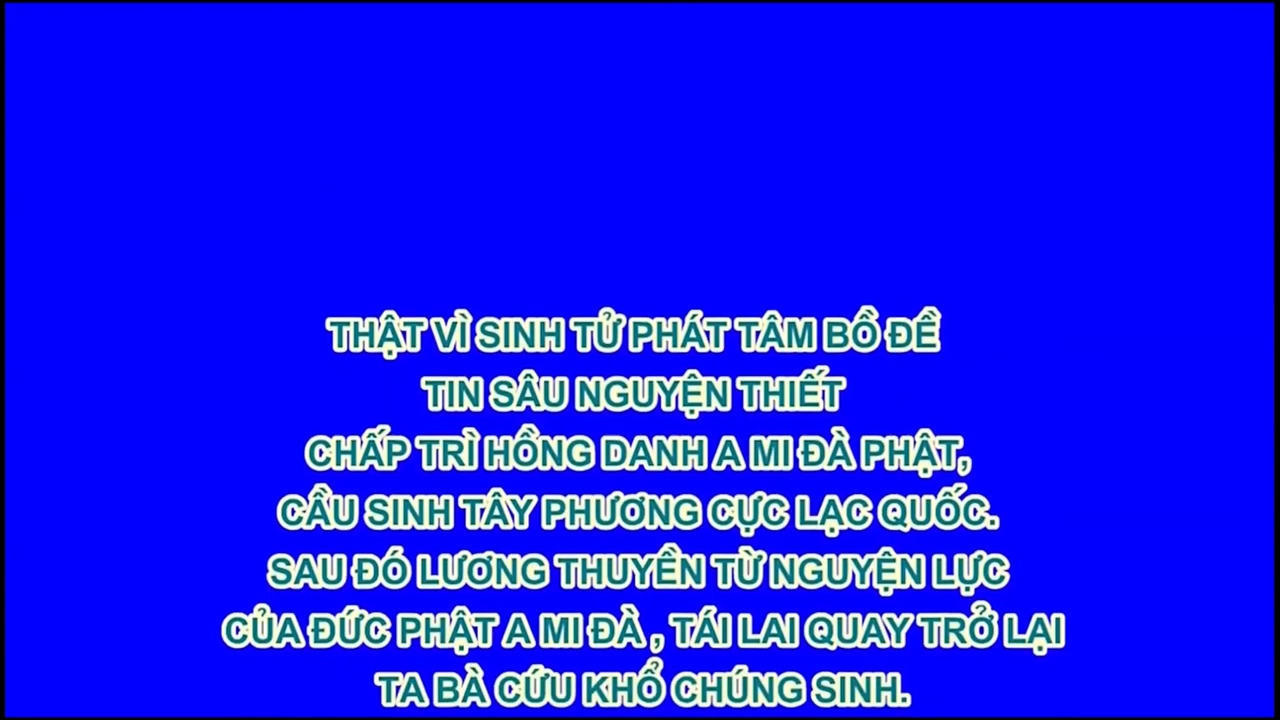 THẬT VÌ SINH TỬ PHÁT TÂM BỒ ĐỀ
TIN SÂU NGUYỆN THIẾT
CHẤP TRÌ HỒNG DANH A MI ĐÀ PHẬT,
CẦU SINH TÂY PHƯƠNG CỰC LẠC QUỐC.
SAU ĐÓ LƯƠNG THUYỀN TỪ NGUYỆN LỰC
CỦA ĐỨC PHẬT A MI ĐÀ , TÁI LAI QUAY TRỞ LẠI
TA BÀ CỨU KHỔ CHÚNG SINH.